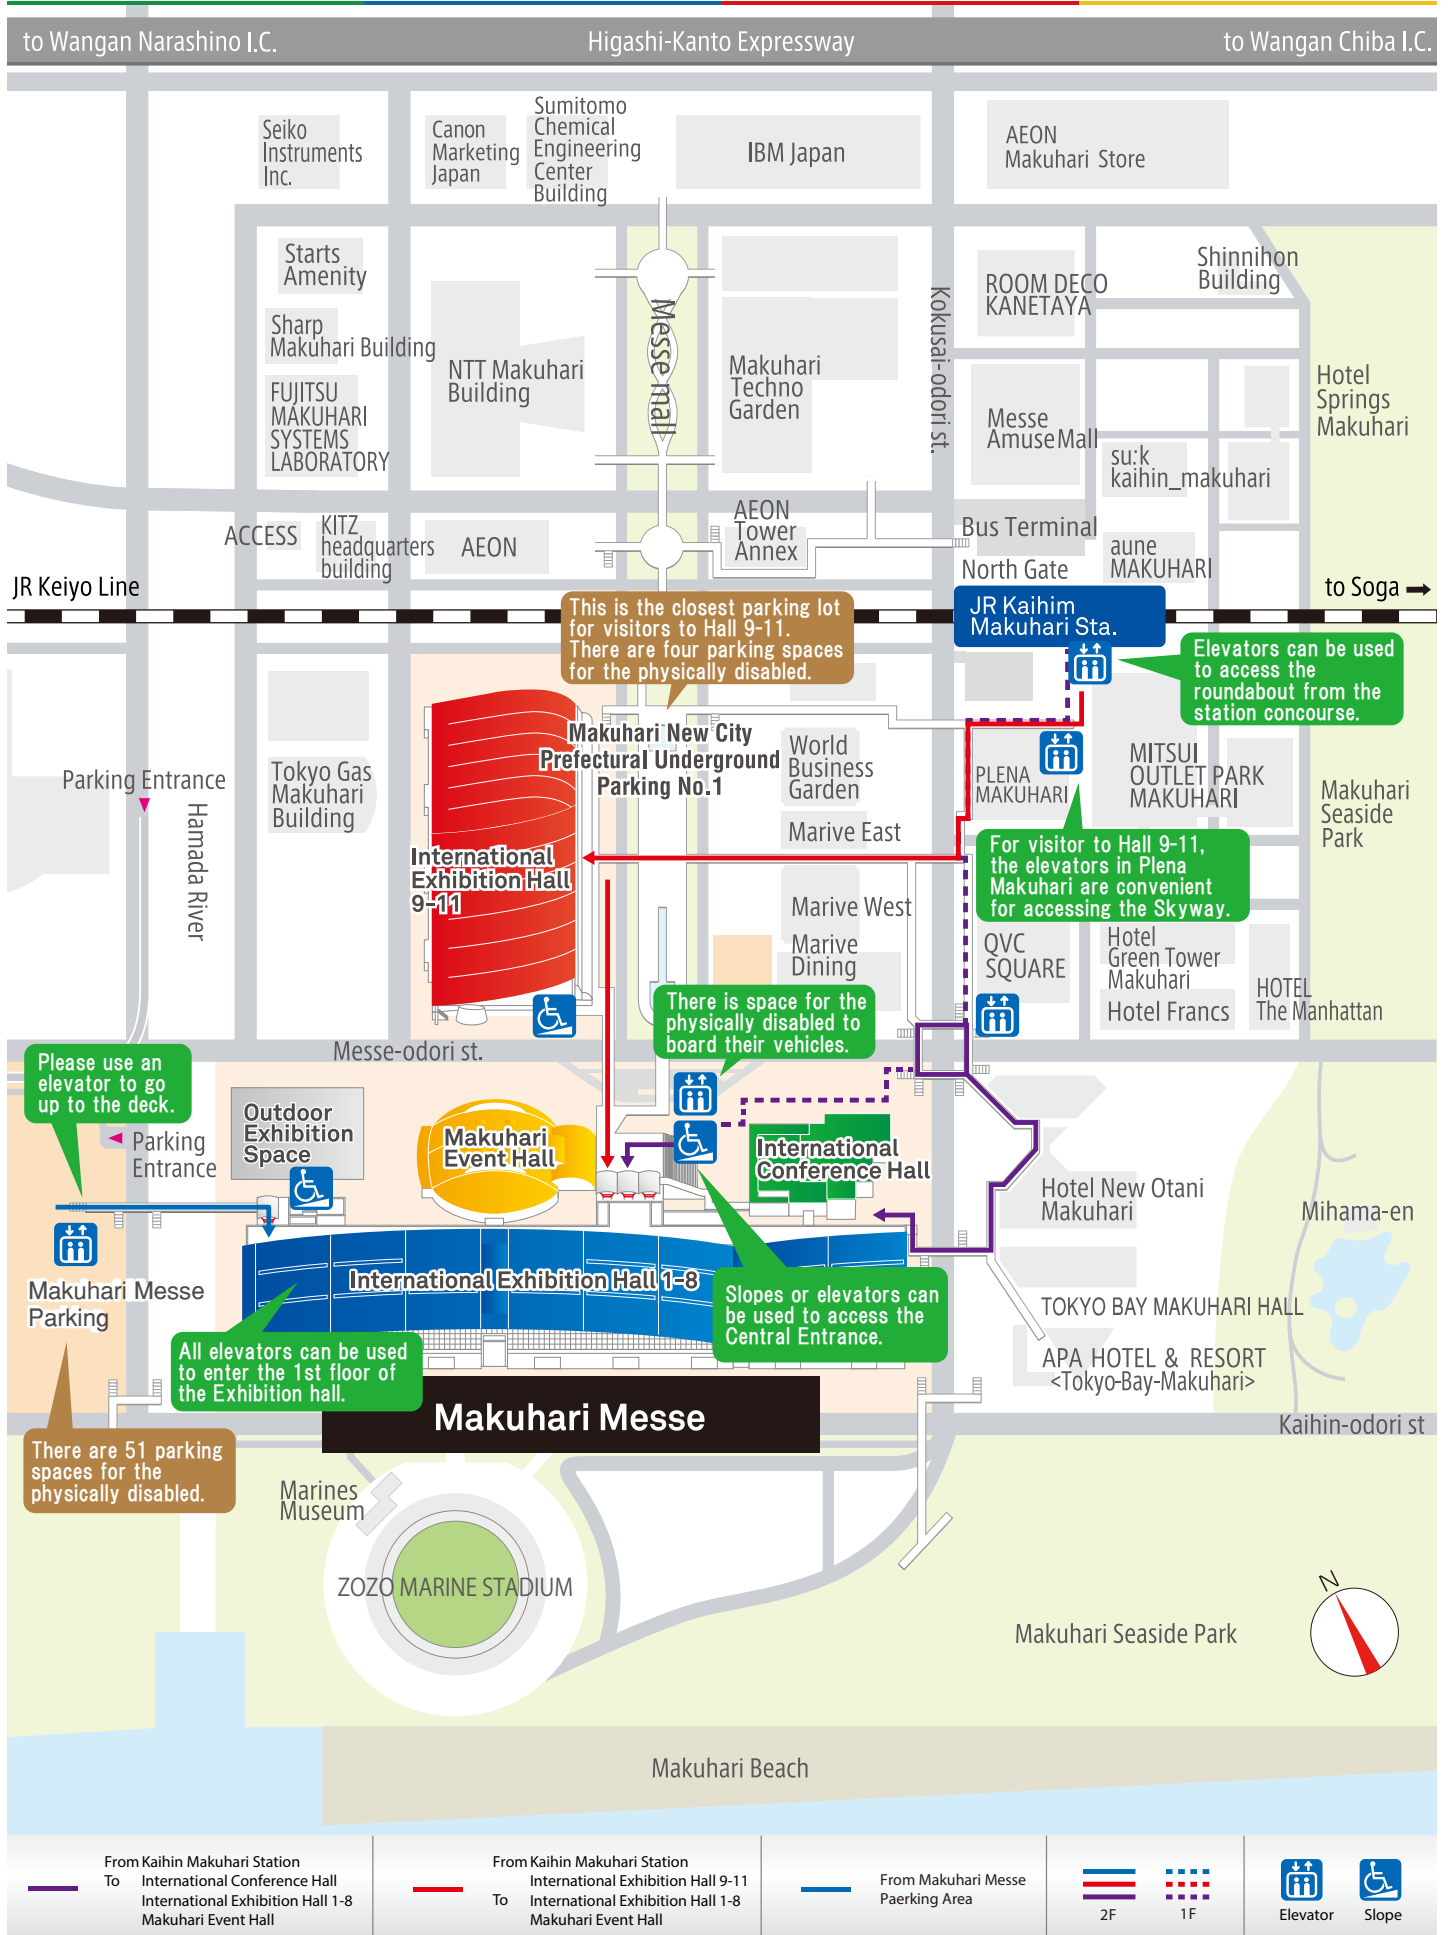 to Wangan Narashino I.C.
Higashi-Kanto Expressway
to Wangan Chiba I.C.
Seiko
Instruments
Inc.
Canon
Marketing
Japan
Sumitomo
Chemical
Engineering
Center
Building
IBM Japan
AEON
Makuhari Store
Starts
Amenity
Sharp
Makuhari Building
FUJITSU
MAKUHARI
SYSTEMS
LABORATORY
NTT Makuhari
Building
Messe mall
Makuhari
Techno
Garden
Kokusai-odori st.
ROOM DECO
KANETAYA
Shinnihon
Building
Messe
Amuse Mall
Hotel
Springs
Makuhari
su:k
kaihin_makuhari
ACCESS
KITZ
headquarters
building
AEON
AEON
Tower
Annex
Bus Terminal
aune
MAKUHARI
North Gate
JR Keiyo Line
to Soga
JR Kaihim
Makuhari Sta.
This is the closest parking lot
for visitors to Hall 9-11.
There are four parking spaces
for the physically disabled.
Elevators can be used
to access the
roundabout from the
station concourse.
Makuhari New City
Prefectural Underground
Parking No.1
World
Business
Garden
PLENA
MAKUHARI
MITSUI
OUTLET PARK
MAKUHARI
Makuhari
Seaside
Park
Parking Entrance
Hamada River
Tokyo Gas
Makuhari
Building
Marive East
International
Exhibition Hall
9-11
For visitor to Hall 9-11,
the elevators in Plena
Makuhari are convenient
for accessing the Skyway.
Marive West
Marive
Dining
QVC
SQUARE
Hotel
Green Tower
Makuhari
Hotel Francs
HOTEL
The Manhattan
There is space for the
physically disabled to
board their vehicles.
Messe-odori st.
Please use an
elevator to go
up to the deck.
Parking
Entrance
Outdoor
Exhibition
Space
Makuhari
Event Hall
International
Conference Hall
Hotel New Otani
Makuhari
Mihama-en
Makuhari Messe
Parking
International Exhibition Hall 1-8
Slopes or elevators can
be used to access the
Central Entrance.
TOKYO BAY MAKUHARI HALL
All elevators can be used
to enter the 1st floor of
the Exhibition hall.
APA HOTEL & RESORT
<Tokyo-Bay-Makuhari>
Makuhari Messe
Kaihin-odori st
There are 51 parking
spaces for the
physically disabled.
Marines
Museum
ZOZO MARINE STADIUM
N
Makuhari Seaside Park
Makuhari Beach
From Kaihin Makuhari Station
To International Conference Hall
International Exhibition Hall 1-8
Makuhari Event Hall
From Kaihin Makuhari Station
International Exhibition Hall 9-11
To International Exhibition Hall 1-8
Makuhari Event Hall
From Makuhari Messe
Paerking Area
2F
1F
Elevator
Slope